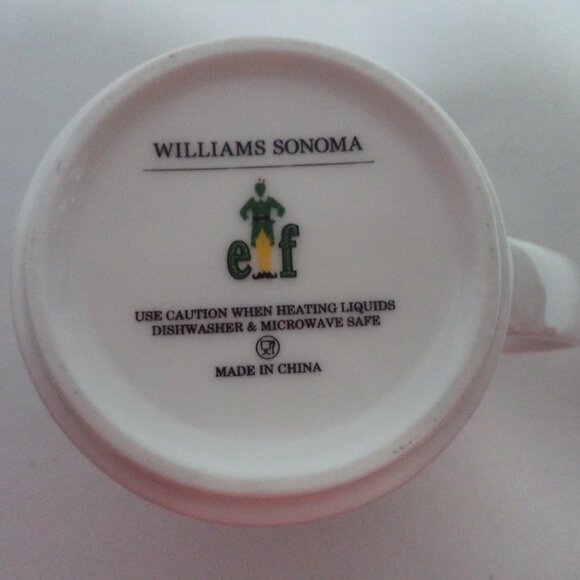 WILLIAMS SONOMA
elf
USE CAUTION WHEN HEATING LIQUIDS
DISHWASHER & MICROWAVE SAFE
MADE IN CHINA